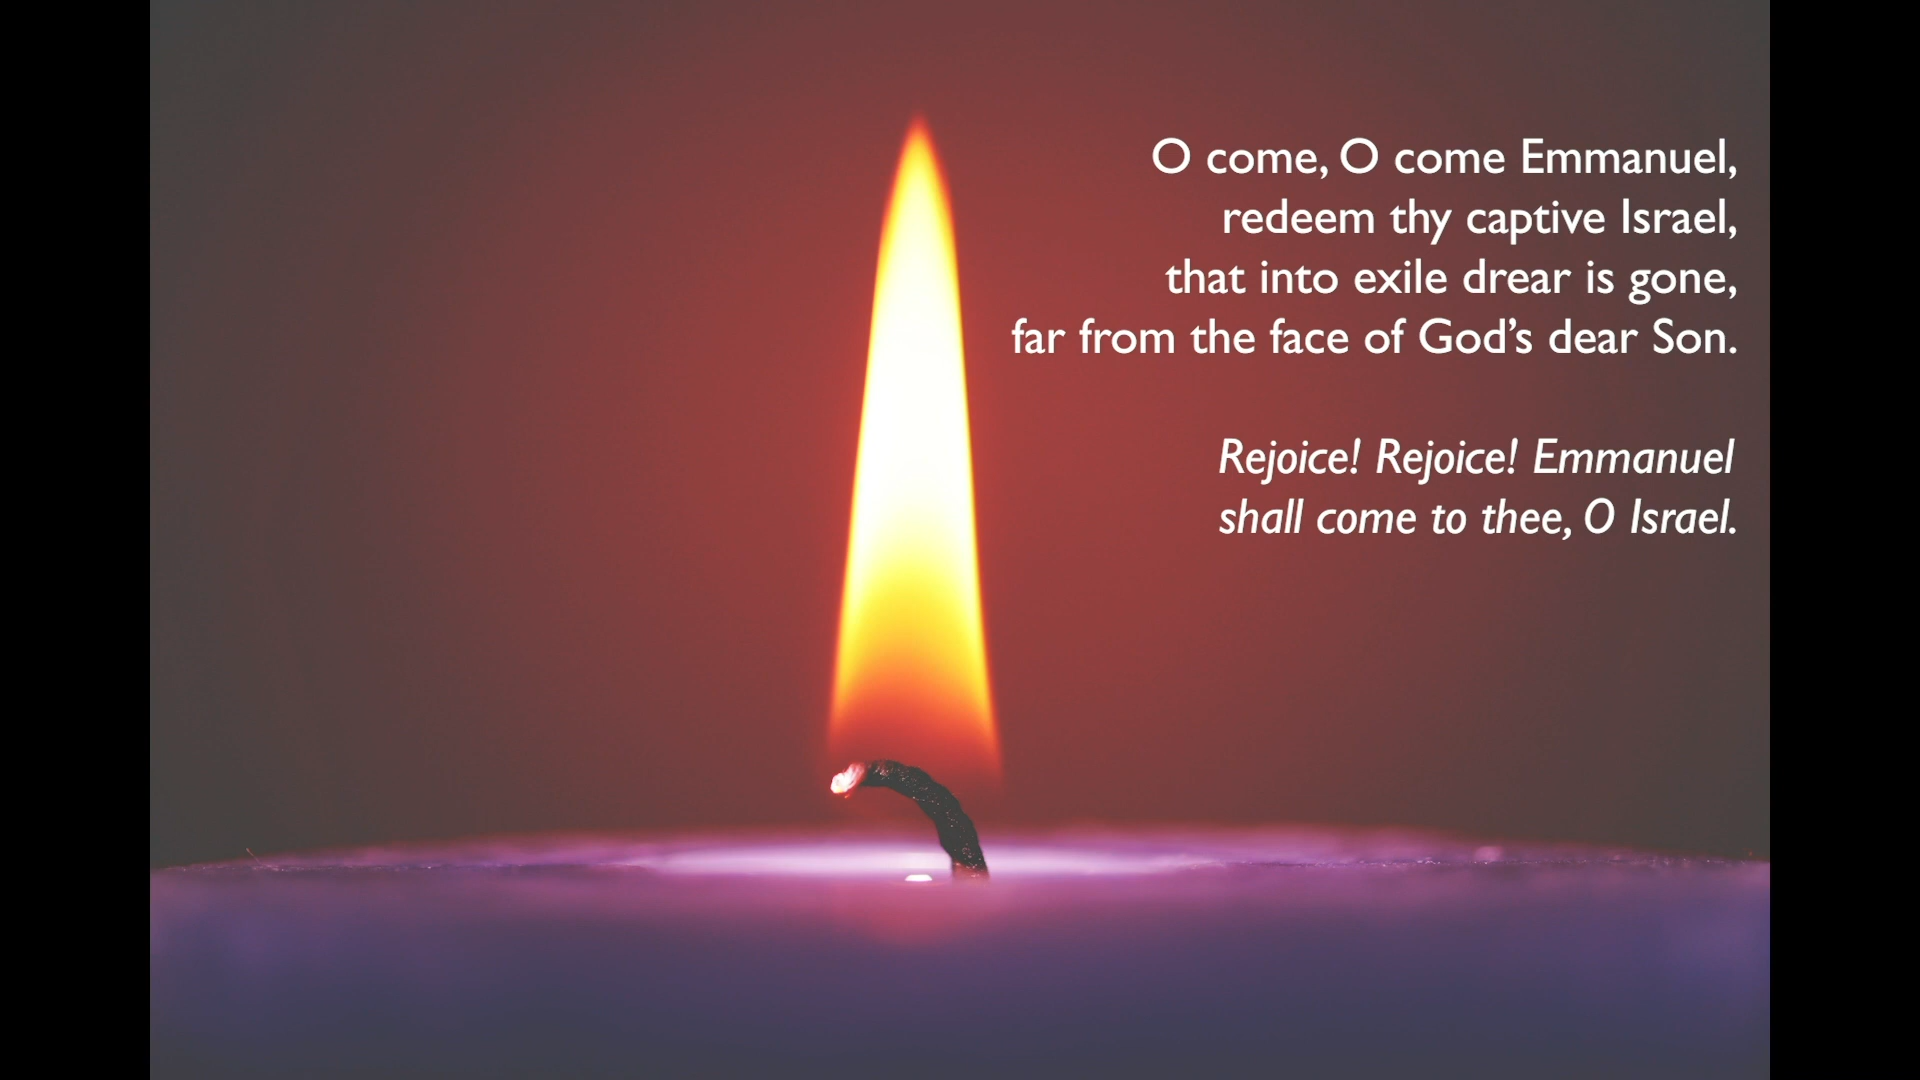 O come, O come Emmanuel,
redeem thy captive Israel,
that into exile drear is gone,
far from the face of God’s dear Son.
Rejoice! Rejoice! Emmanuel
shall come to thee, O Israel.